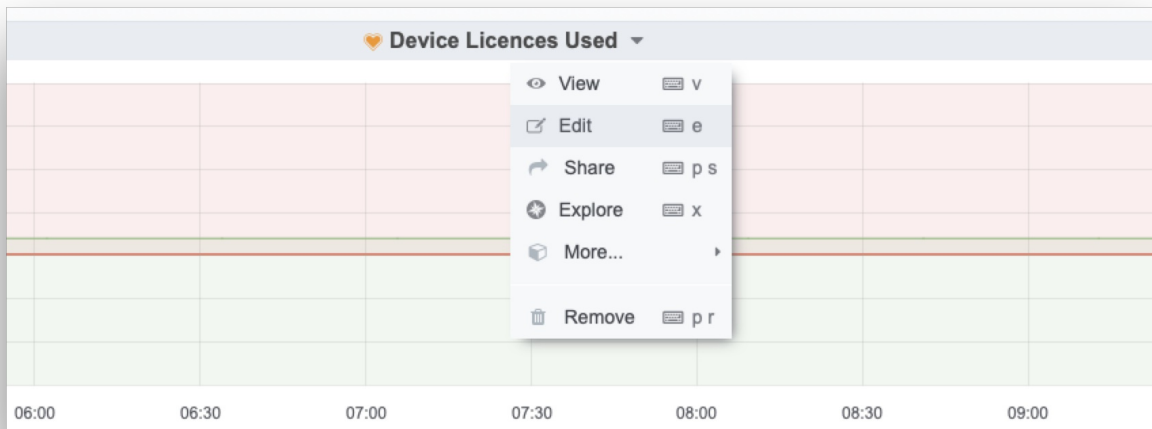 Device Licences Used
View v
Edit e
Share p s
Explore x
More...
Remove p r
06:00 06:30 07:00 07:30 08:00 08:30 09:00